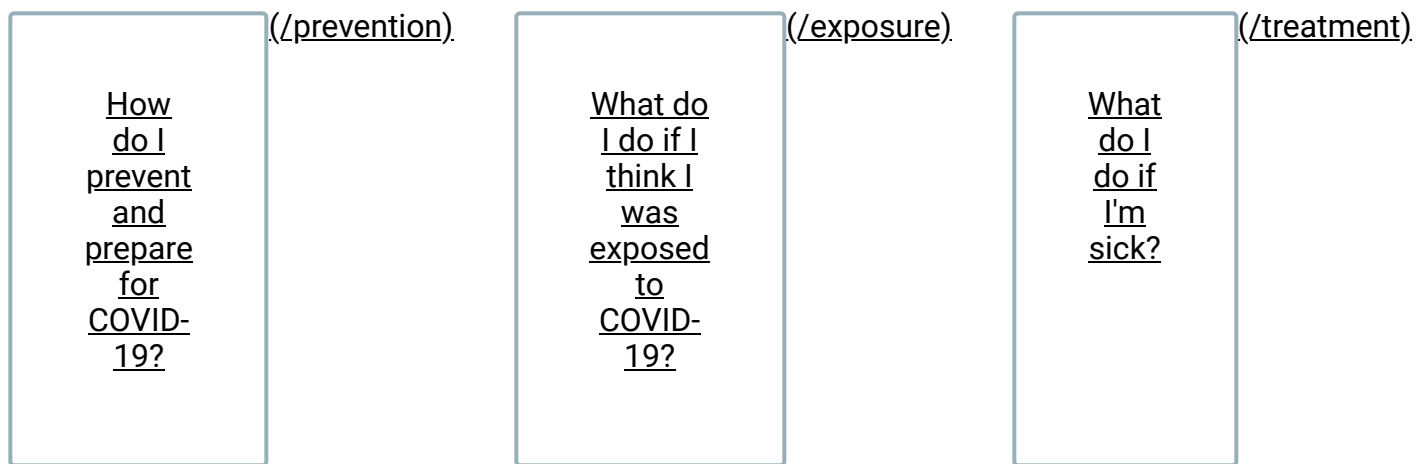 How
do I
prevent
and
prepare
for
COVID-
19?
(/prevention)
What do
I do if I
think I
was
exposed
to
COVID-
19?
(/exposure)
What
do I
do if
I'm
sick?
(/treatment)